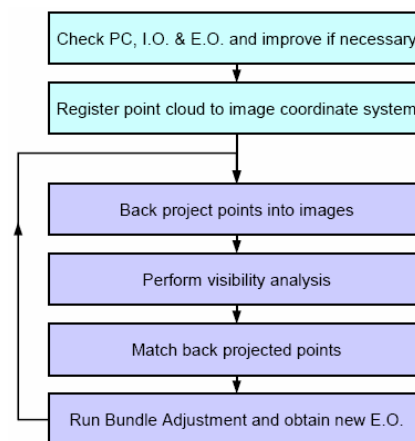 Check PC, I.O. & E.O. and improve if necessary
Register point cloud to image coordinate system
Back project points into images
Perform visibility analysis
Match back projected points
Run Bundle Adjustment and obtain new E.O.